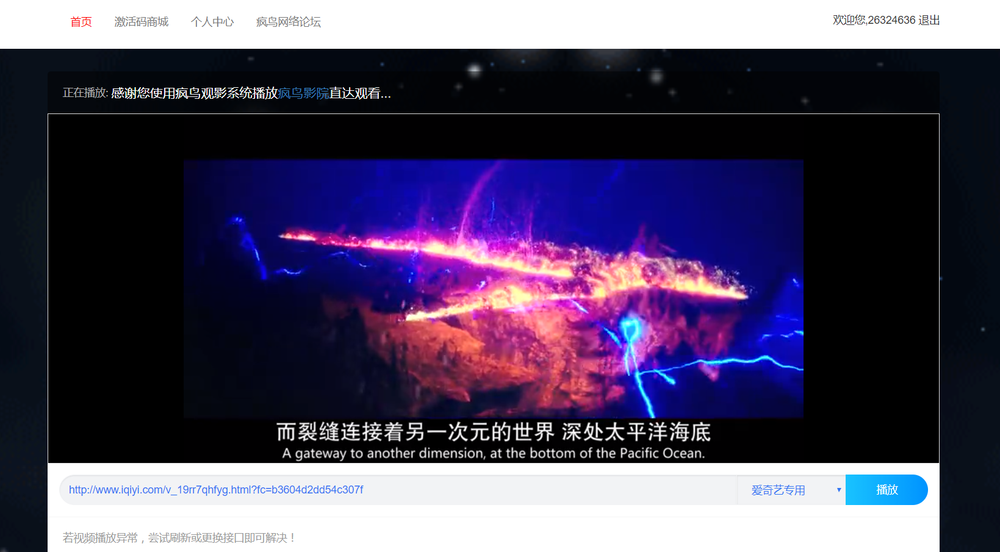 首页 激活码商城 个人中心 疯鸟网络论坛 欢迎您,26324636 退出
正在播放: 感谢您使用疯鸟观影系统播放疯鸟影院直达观看...
而裂缝连接着另一次元的世界 深处太平洋海底
A gateway to another dimension, at the bottom of the Pacific Ocean.
http://www.iqiyi.com/v_19rr7qhfyg.html?fc=b3604d2dd54c307f 爱奇艺专用 播放
若视频播放异常，尝试刷新或更换接口即可解决！